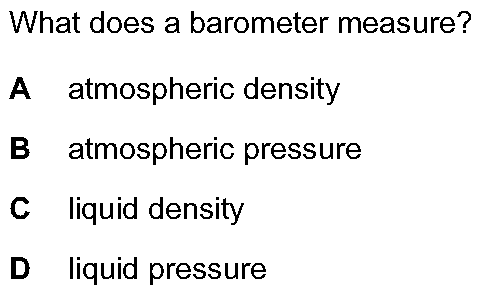 What does a barometer measure?
A atmospheric density
B atmospheric pressure
C liquid density
D liquid pressure